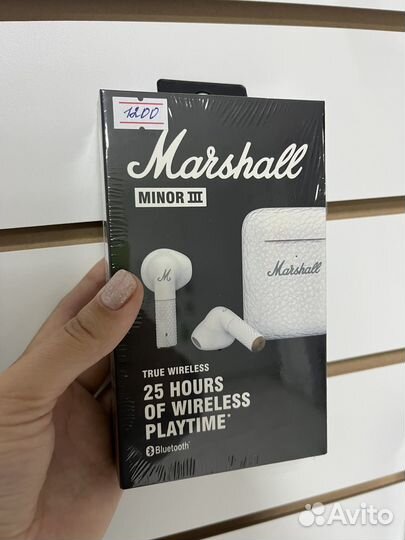 1200
Marshall
MINOR III
Marshall
M
TRUE WIRELESS
25 HOURS
OF WIRELESS
PLAYTIME*
Bluetooth®
Avito